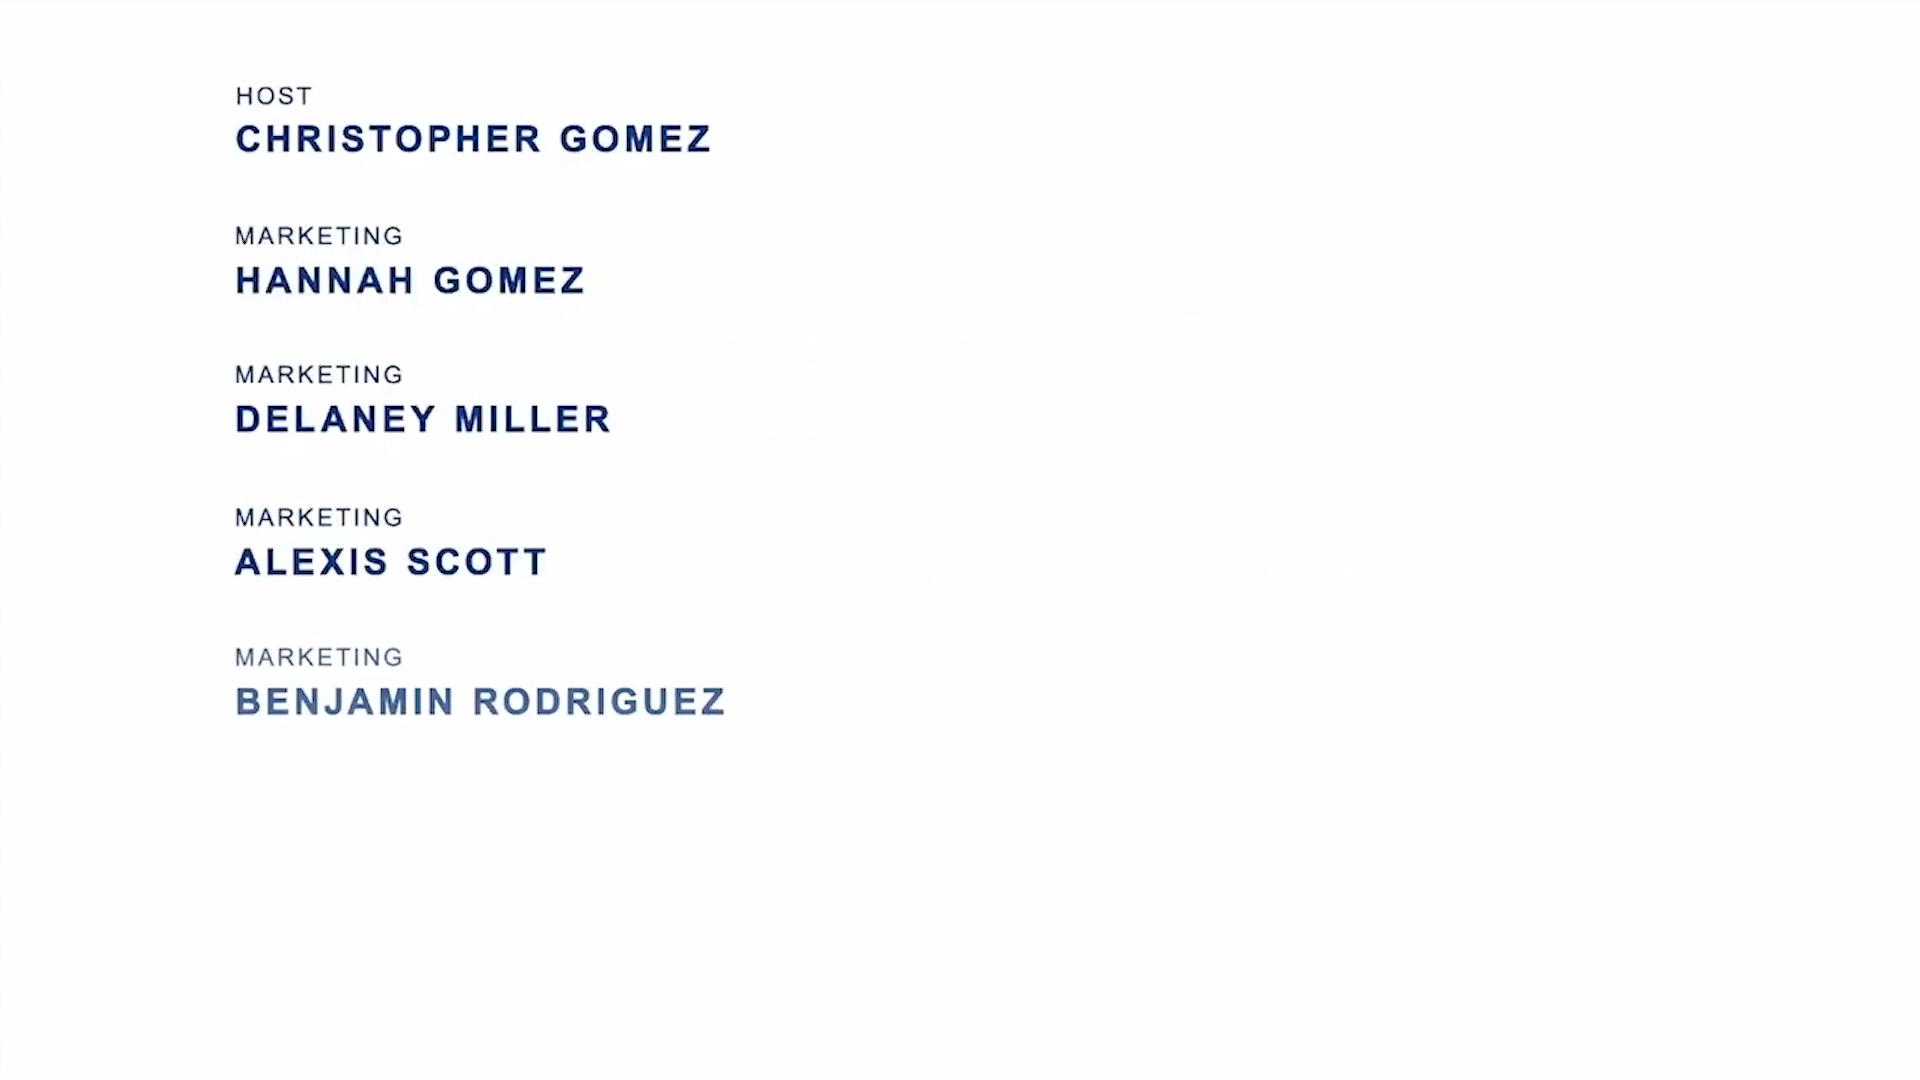 HOST
CHRISTOPHER GOMEZ
MARKETING
HANNAH GOMEZ
MARKETING
DELANEY MILLER
MARKETING
ALEXIS SCOTT
MARKETING
BENJAMIN RODRIGUEZ